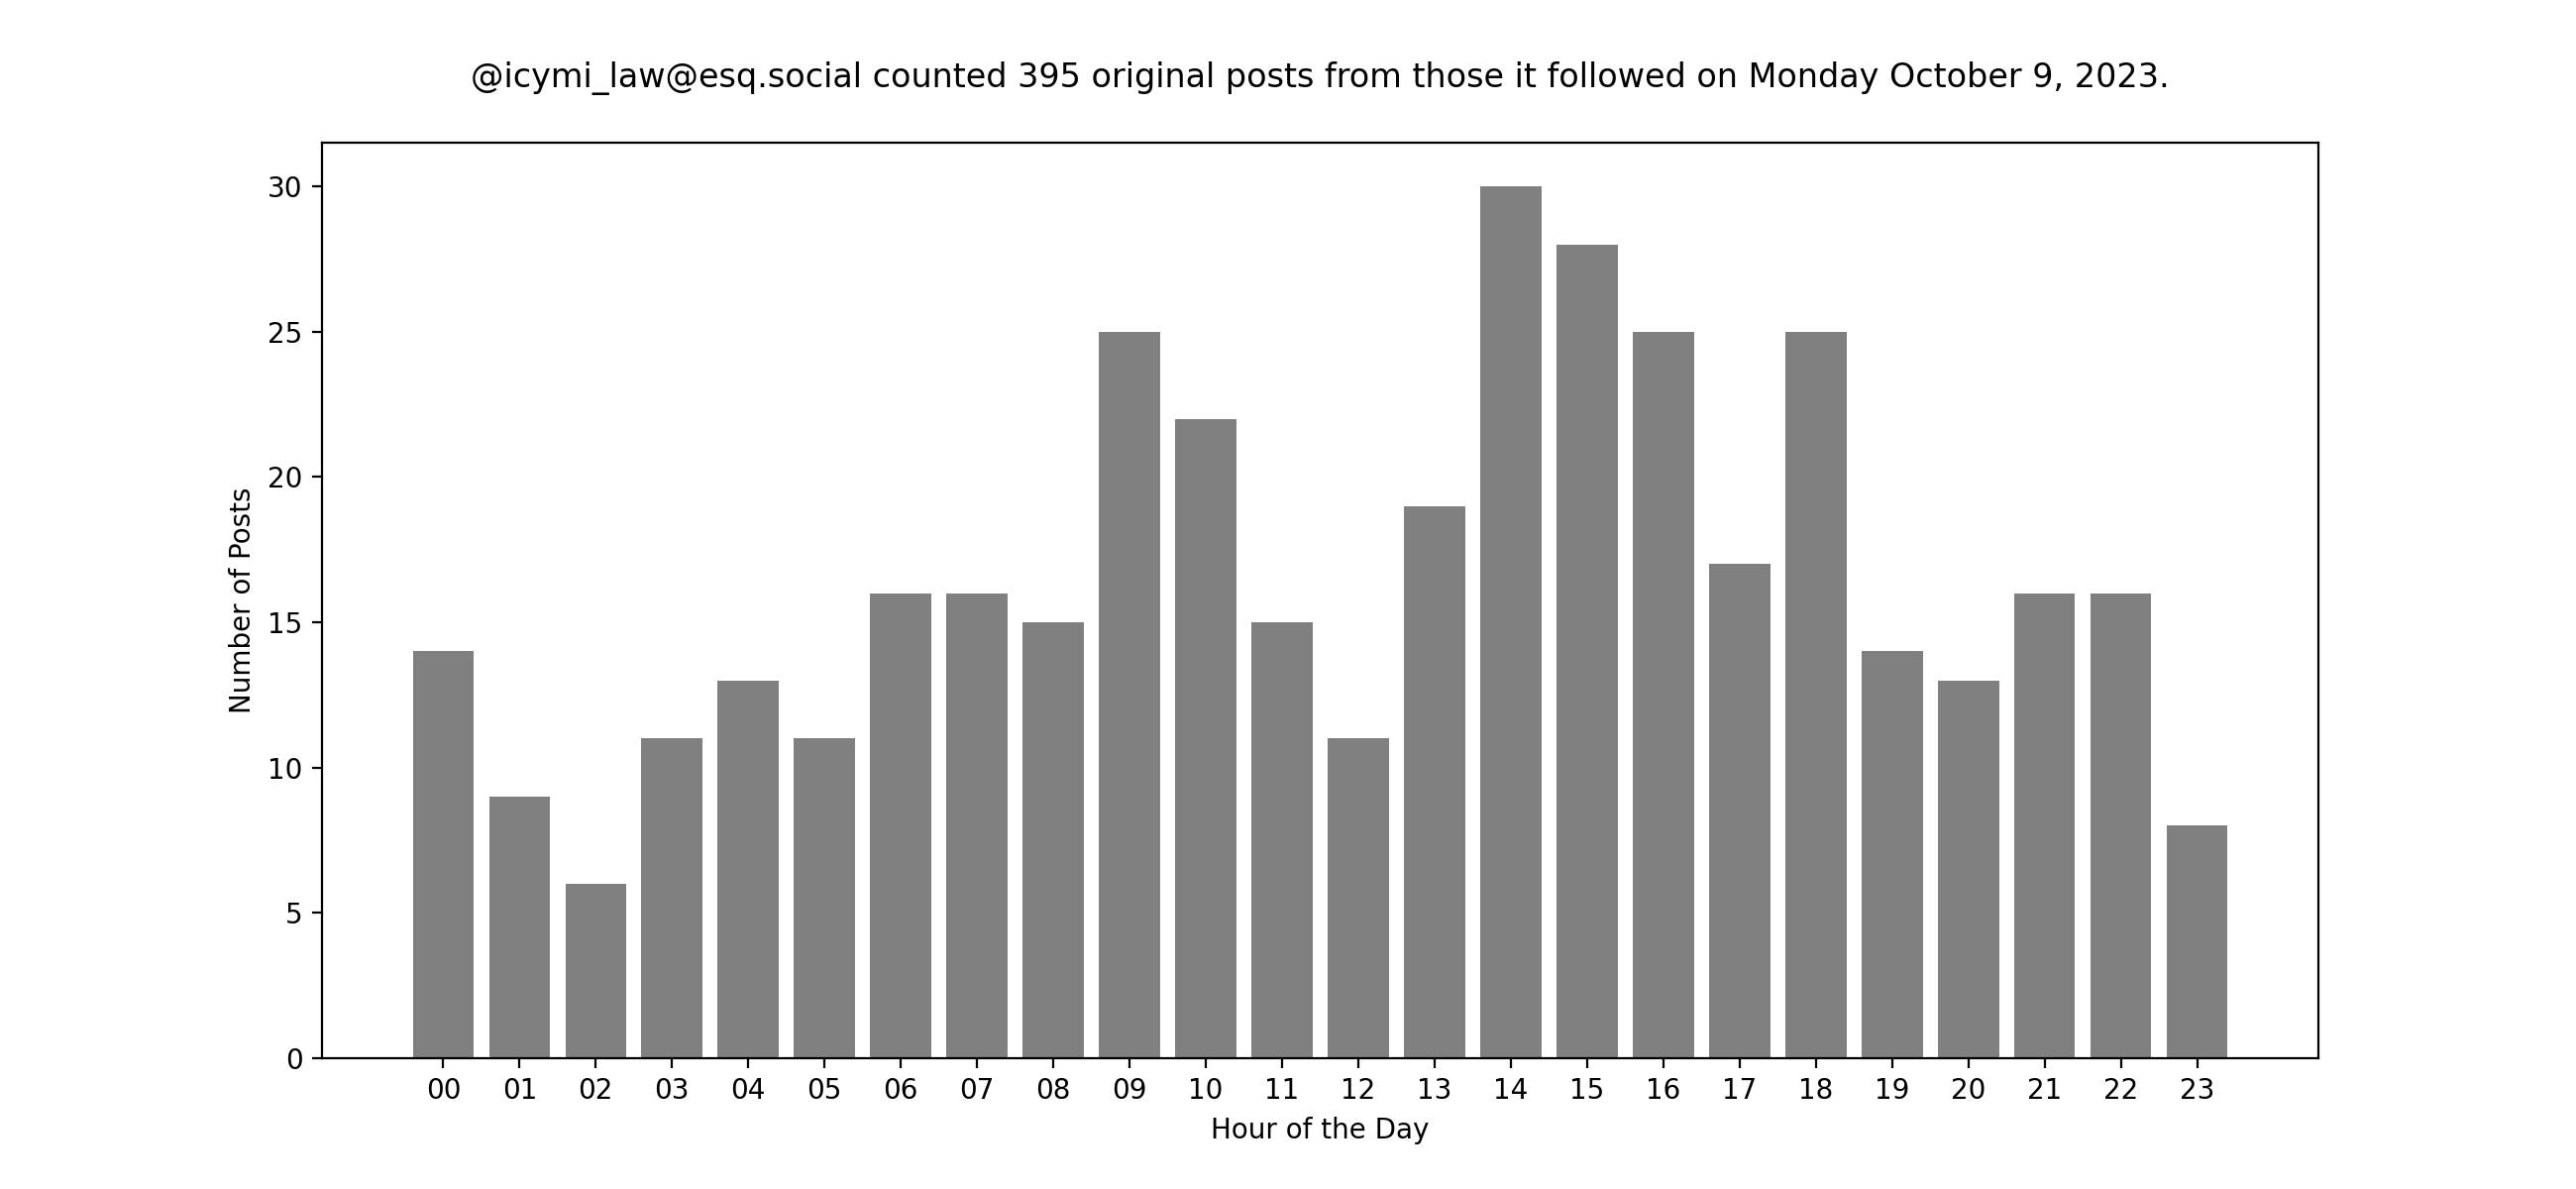 @icymi_law@esq.social counted 395 original posts from those it followed on Monday October 9, 2023.
30
25
20
15
10
5
0
Number of Posts
00 01 02 03 04 05 06 07 08 09 10 11 12 13 14 15 16 17 18 19 20 21 22 23
Hour of the Day